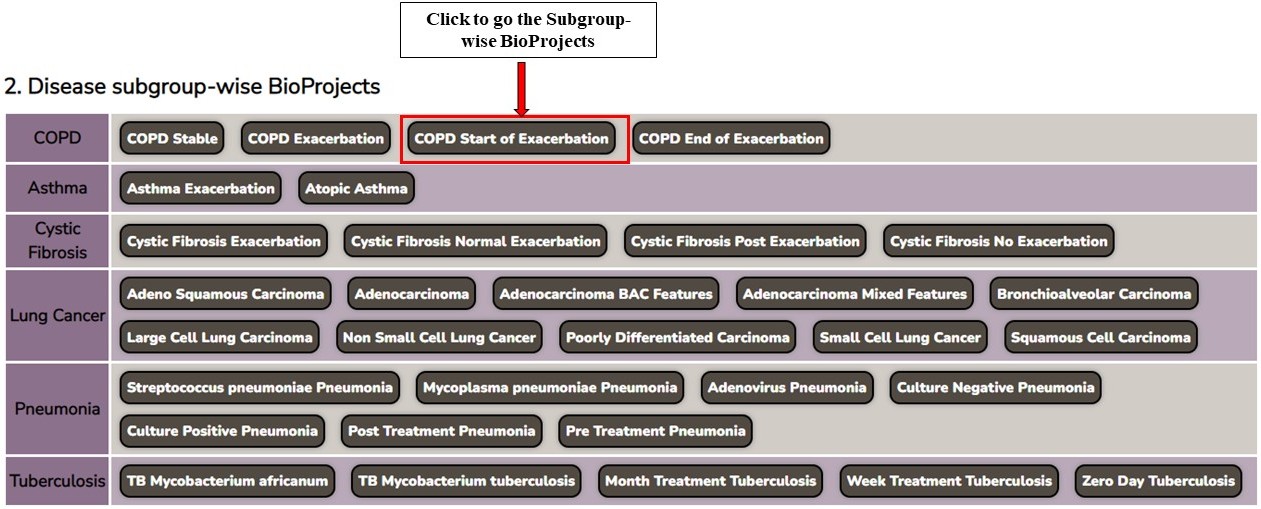 Click to go the Subgroup-
wise BioProjects
2. Disease subgroup-wise BioProjects
COPD
COPD Stable
COPD Exacerbation
COPD Start of Exacerbation
COPD End of Exacerbation
Asthma
Asthma Exacerbation
Atopic Asthma
Cystic
Fibrosis
Cystic Fibrosis Exacerbation
Cystic Fibrosis Normal Exacerbation
Cystic Fibrosis Post Exacerbation
Cystic Fibrosis No Exacerbation
Lung Cancer
Adeno Squamous Carcinoma
Adenocarcinoma
Adenocarcinoma BAC Features
Adenocarcinoma Mixed Features
Bronchioalveolar Carcinoma
Large Cell Lung Carcinoma
Non Small Cell Lung Cancer
Poorly Differentiated Carcinoma
Small Cell Lung Cancer
Squamous Cell Carcinoma
Pneumonia
Streptococcus pneumoniae Pneumonia
Mycoplasma pneumoniae Pneumonia
Adenovirus Pneumonia
Culture Negative Pneumonia
Culture Positive Pneumonia
Post Treatment Pneumonia
Pre Treatment Pneumonia
Tuberculosis
TB Mycobacterium africanum
TB Mycobacterium tuberculosis
Month Treatment Tuberculosis
Week Treatment Tuberculosis
Zero Day Tuberculosis